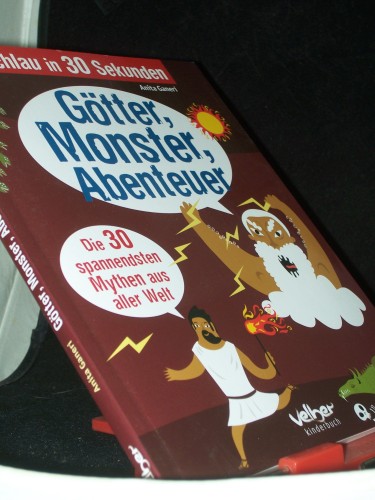 chlau in 30 Sekunden
Anita Ganeri
Götter,
Monster,
Abenteuer
Die 30
spannendsten
Mythen aus
aller Welt
velber
kinderbuch
Götter, Monster, Abe
Anita Ganeri